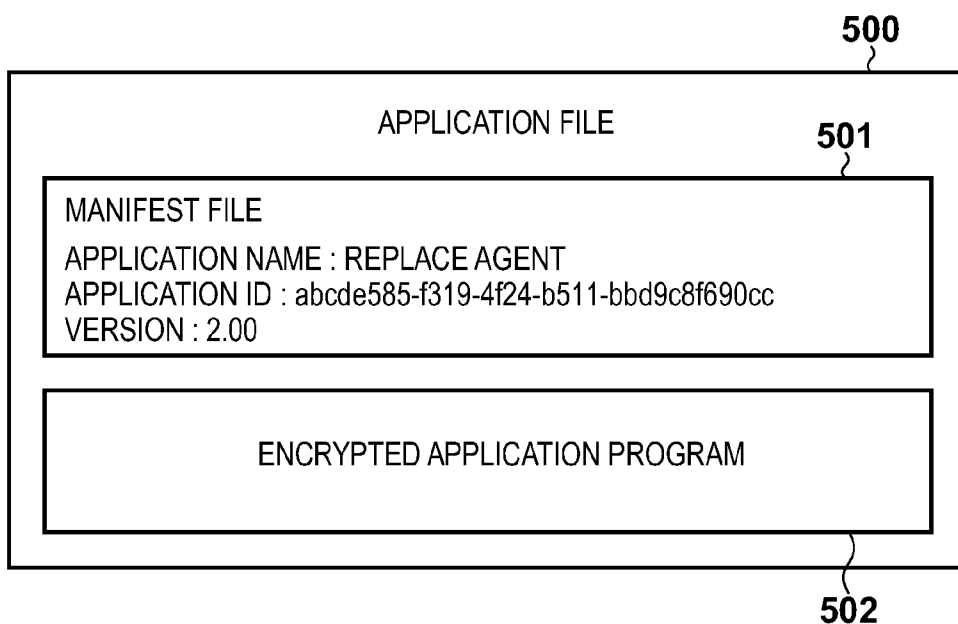 500
APPLICATION FILE
501
MANIFEST FILE
APPLICATION NAME : REPLACE AGENT
APPLICATION ID : abcde585-f319-4f24-b511-bbd9c8f690cc
VERSION : 2.00
ENCRYPTED APPLICATION PROGRAM
502